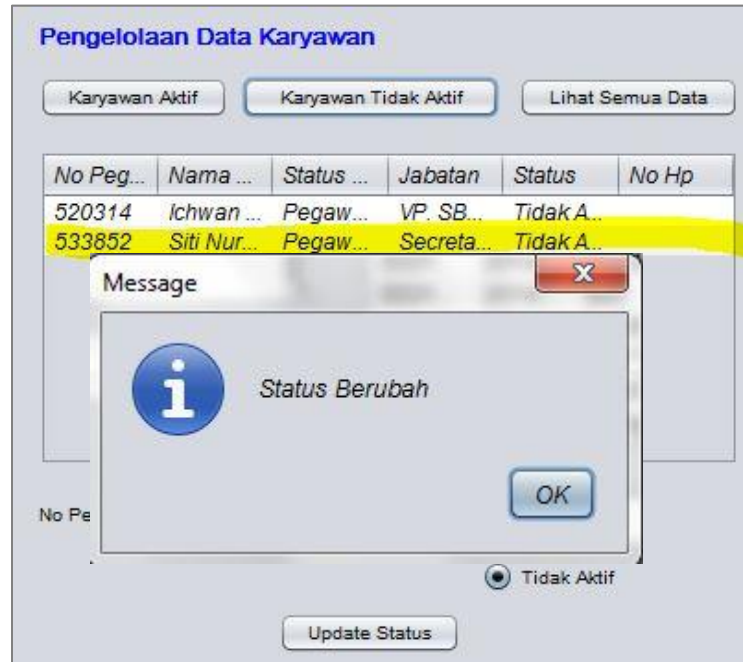 Pengelolaan Data Karyawan
Karyawan Aktif Karyawan Tidak Aktif Lihat Semua Data
No Peg... Nama ... Status ... Jabatan Status No Hp
520314 Ichwan ... Pegaw... VP. SB... Tidak A...
533852 Siti Nur... Pegaw... Secreta... Tidak A...
Message
Status Berubah
OK
No Pe
Tidak Aktif
Update Status